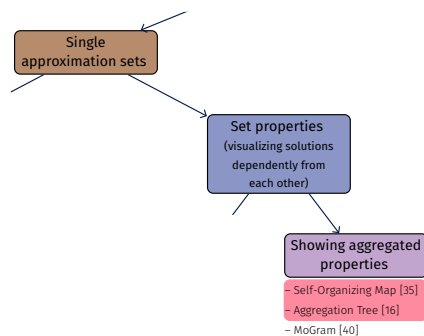 Single
approximation sets
Set properties
(visualizing solutions
dependently from
each other)
Showing aggregated
properties
– Self-Organizing Map [35]
– Aggregation Tree [16]
– MoGram [40]